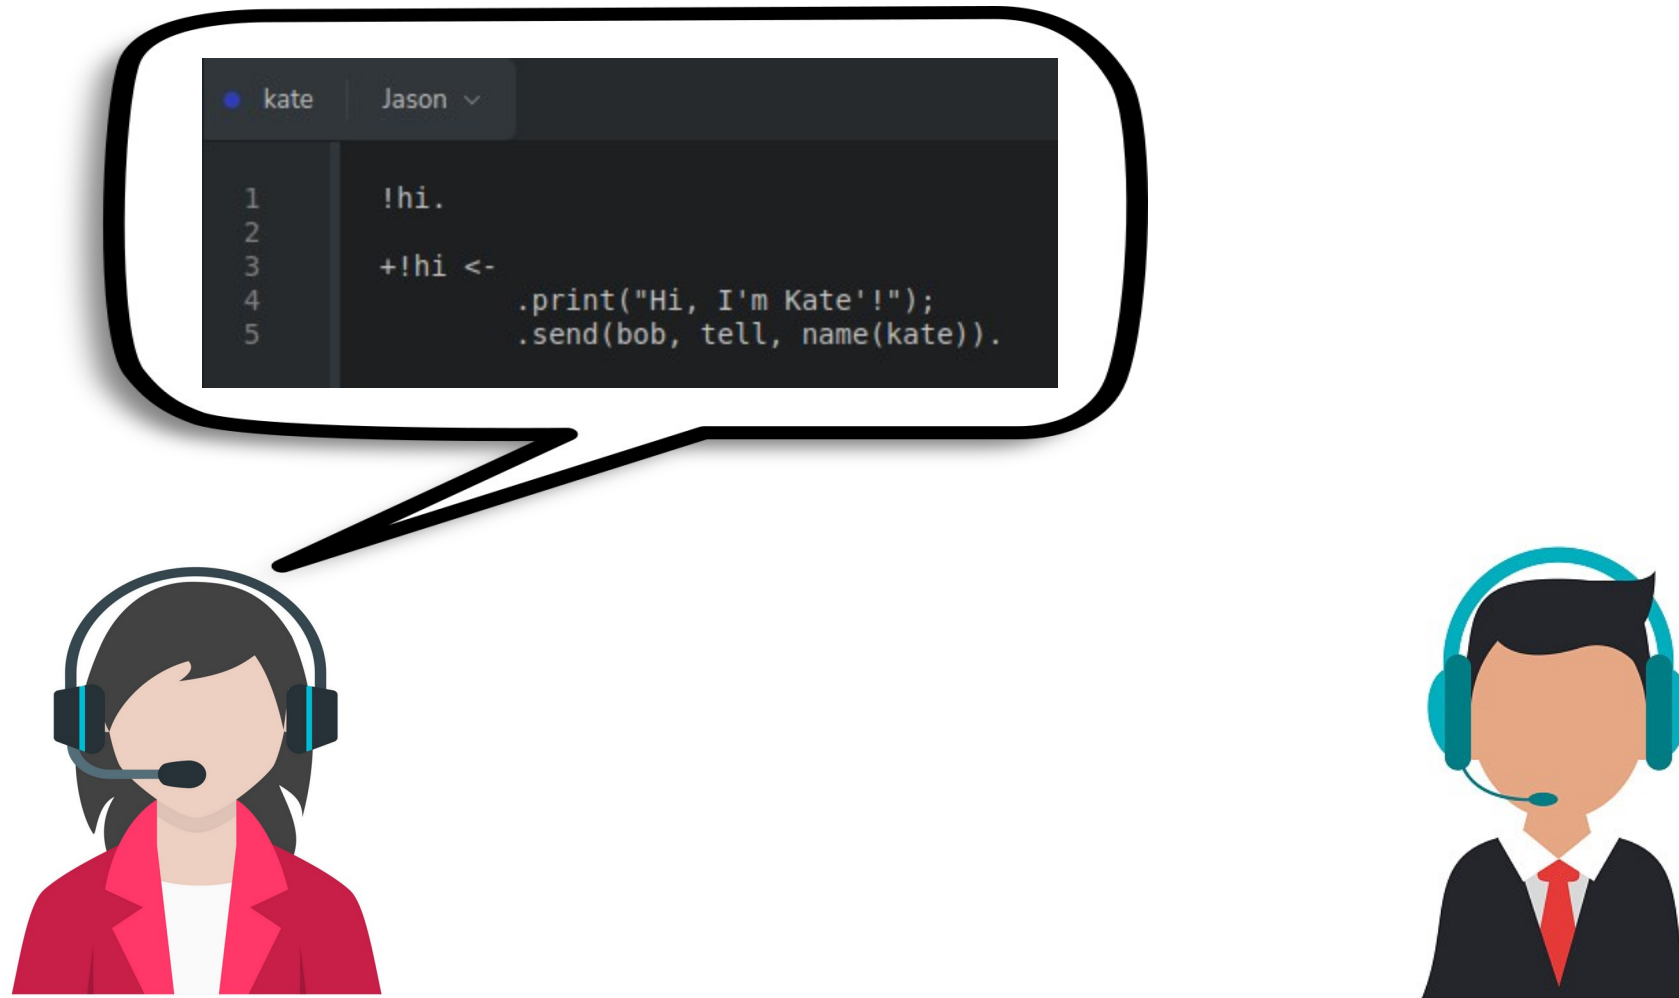 kate Jason
1 !hi.
2
3 +!hi <-
4 .print("Hi, I'm Kate'!");
5 .send(bob, tell, name(kate)).